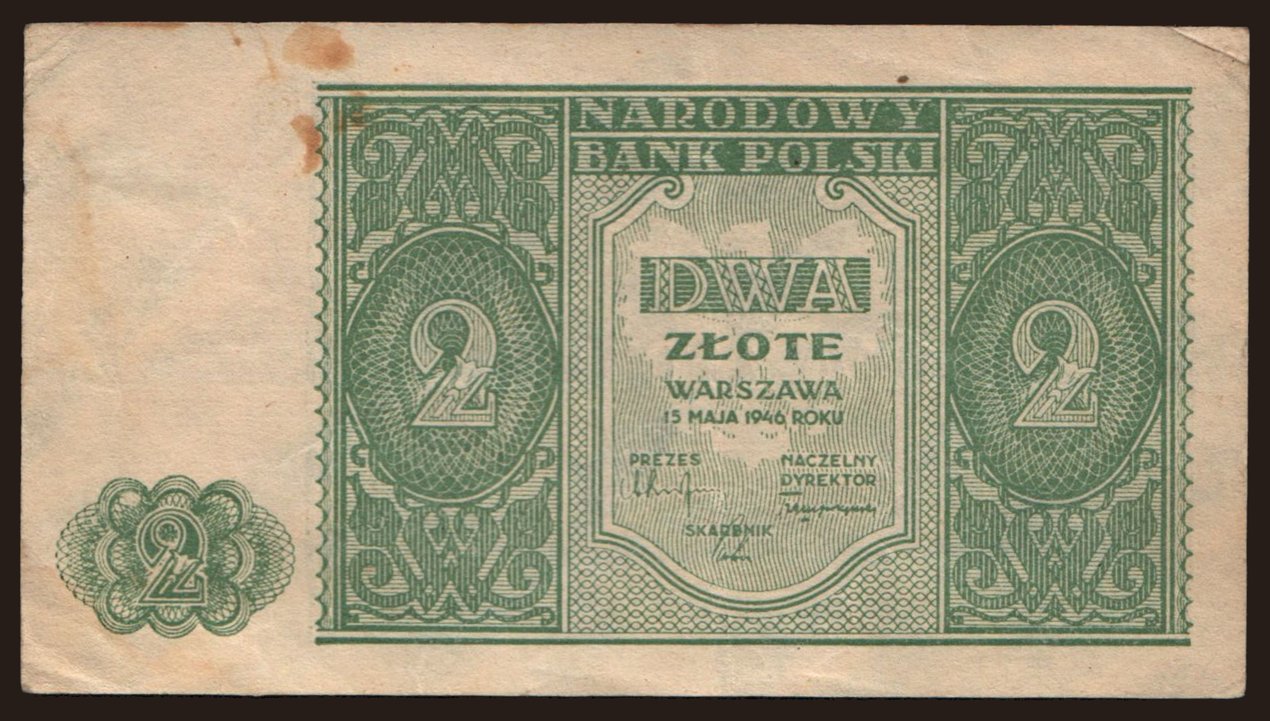 NARODOWY
BANK POLSKI
DWA
ZŁOTE
WARSZAWA
15 MAJA 1946 ROKU
PREZES
NACZELNY
DYREKTOR
SKARBNIK
2
2
2